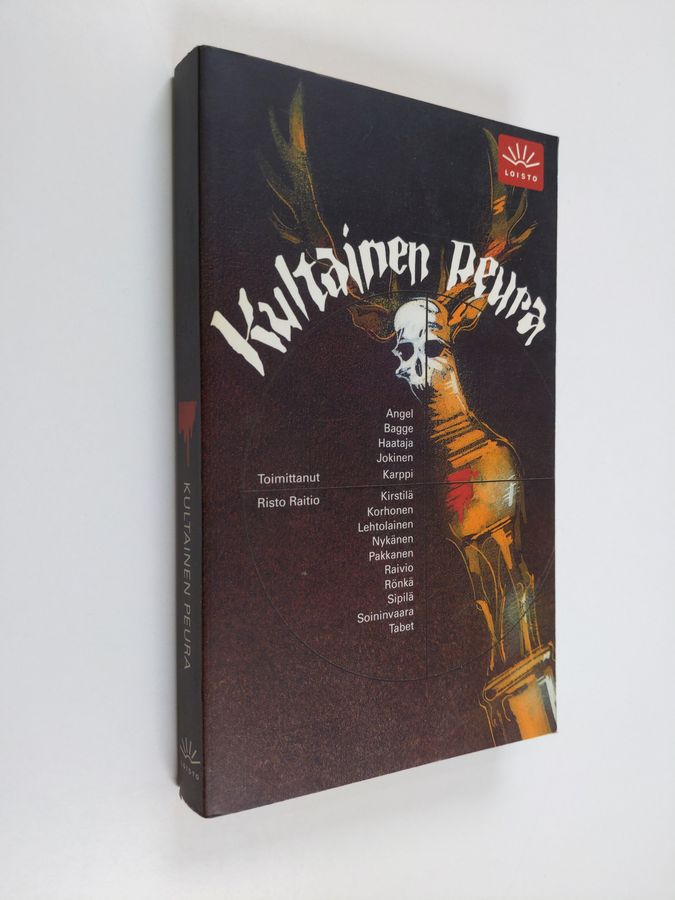 LOISTO
Kultainen Peura
Angel
Bagge
Haataja
Jokinen
Toimittanut Karppi
Risto Raitio Kirstilä
Korhonen
Lehtolainen
Nykänen
Pakkanen
Raivio
Rönkä
Sipilä
Soininvaara
Tabet
KULTAINEN PEURA
LOISTO